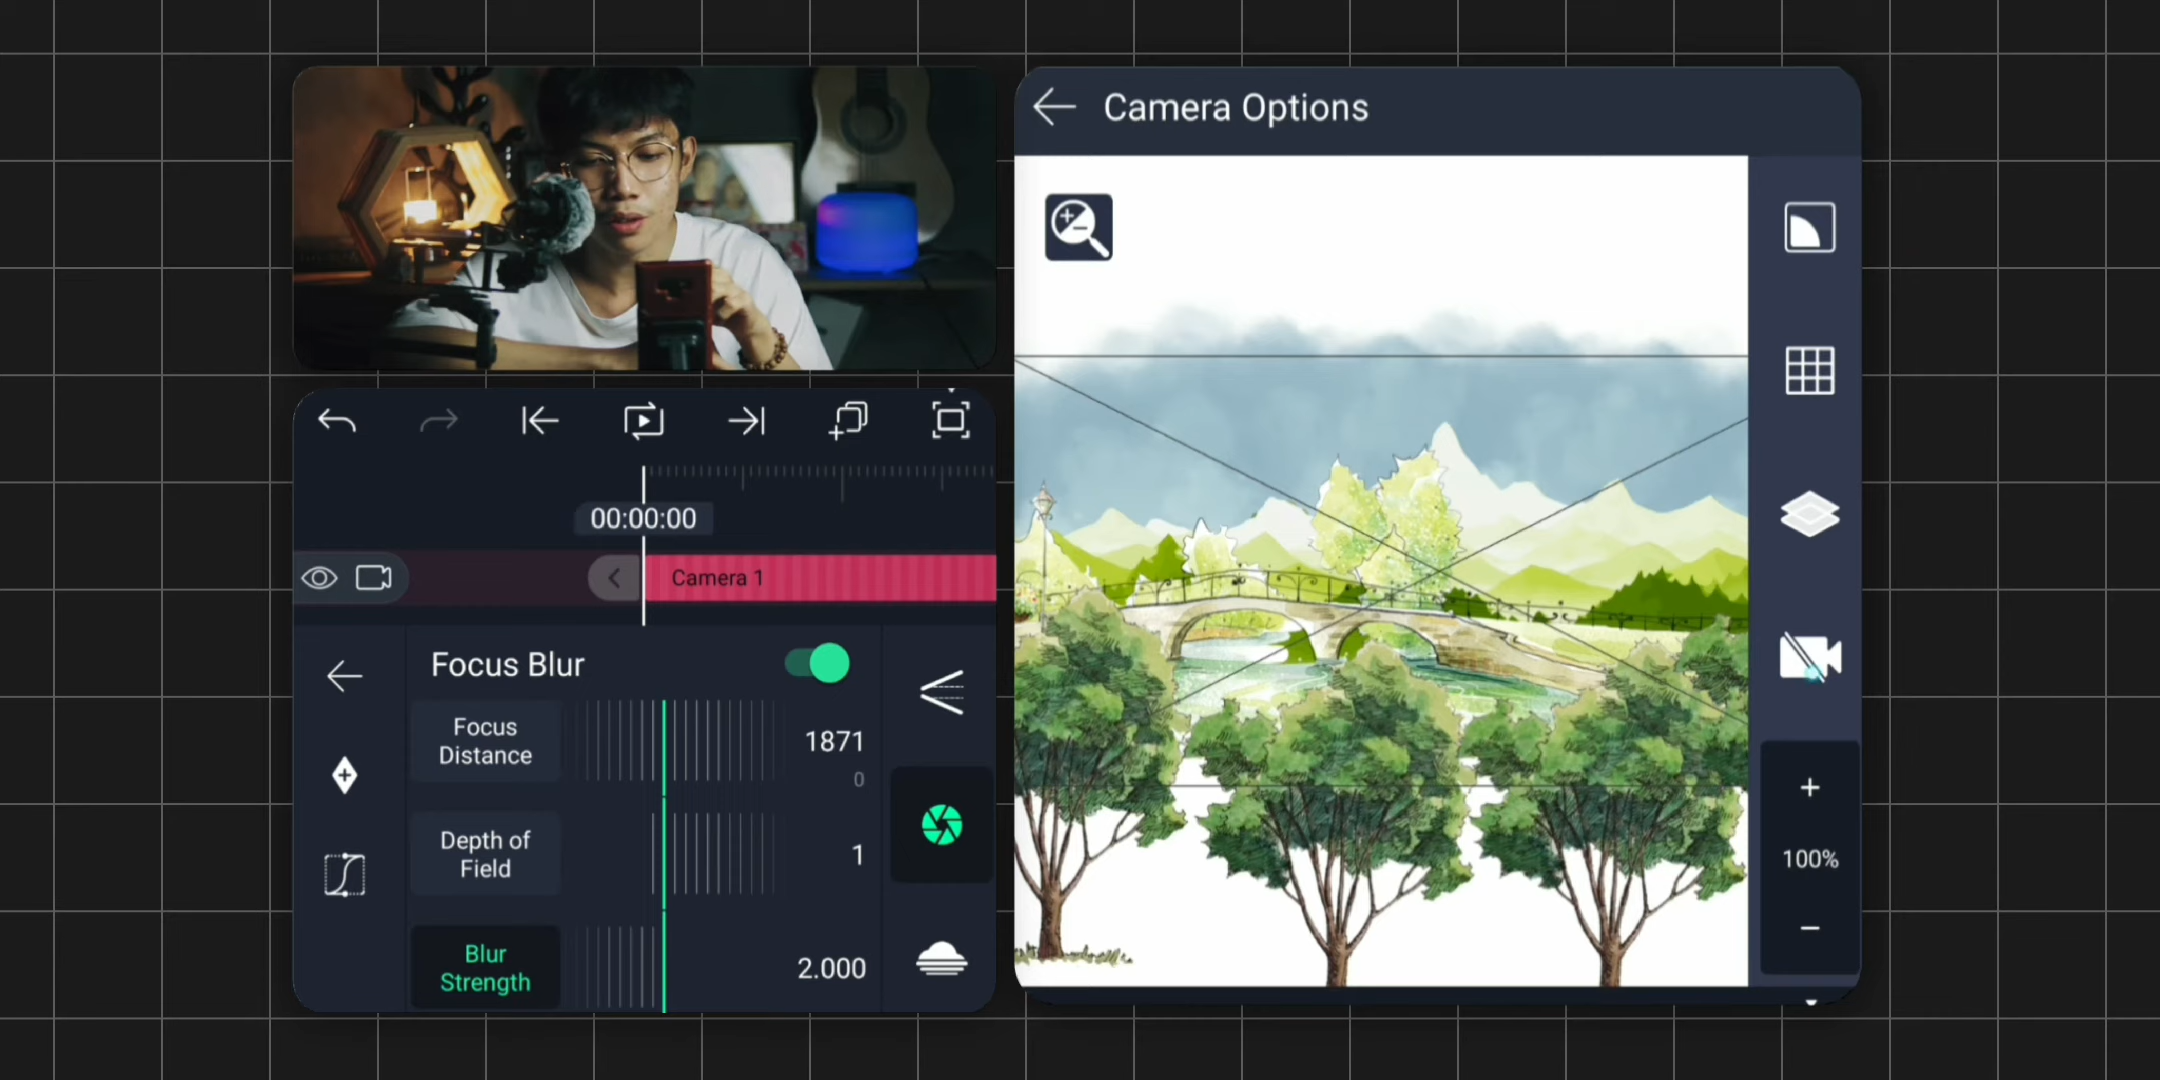 Camera Options
00:00:00
Camera 1
Focus Blur
Focus
Distance
1871
0
Depth of
Field
1
Blur
Strength
2.000
+
100%
−